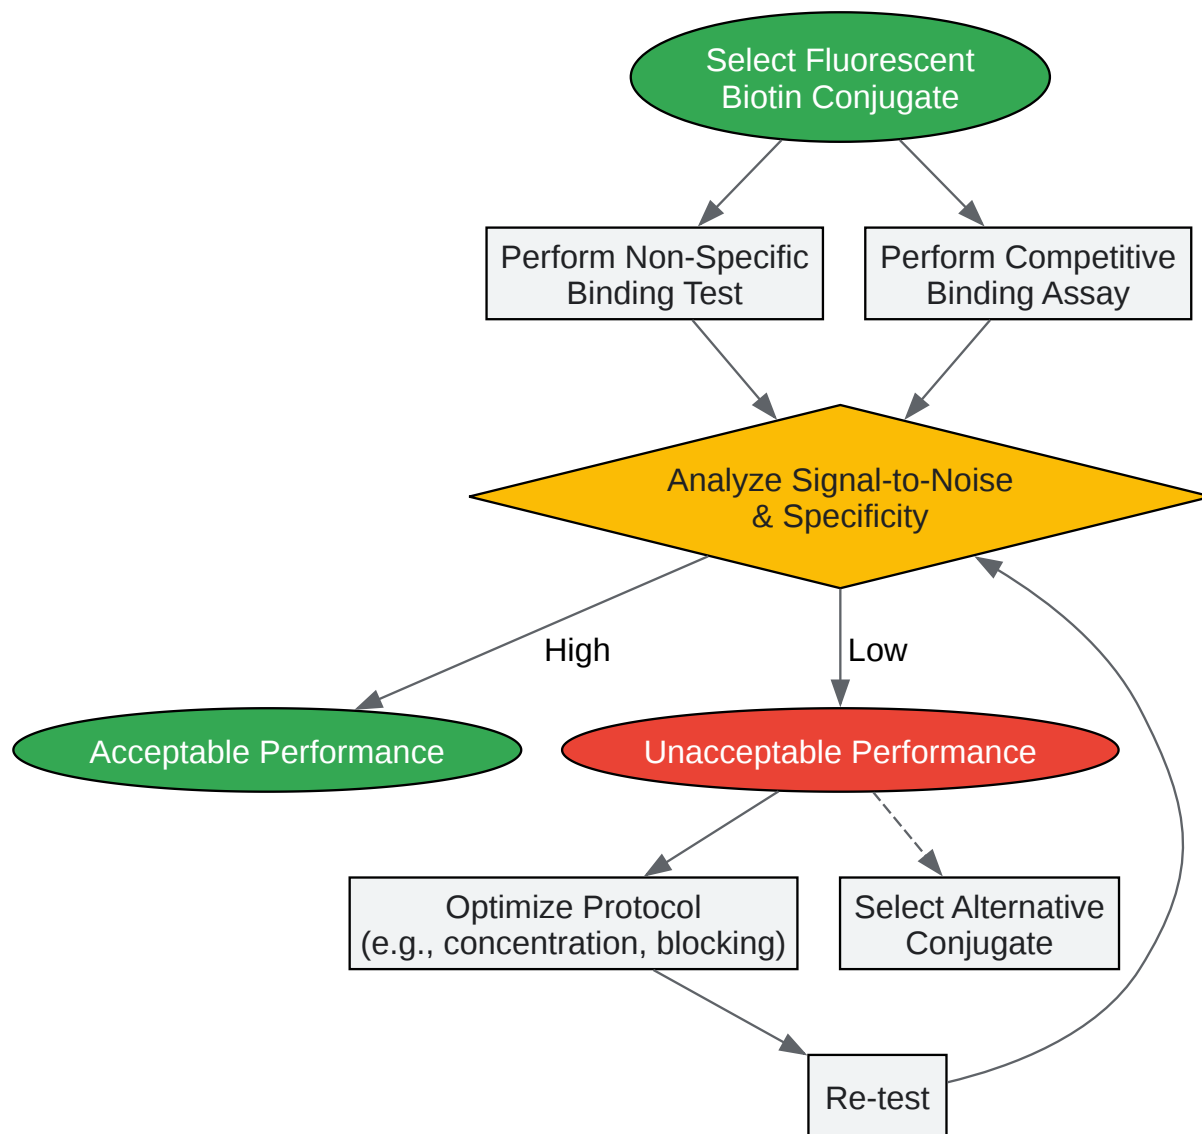 Select Fluorescent
Biotin Conjugate
Perform Non-Specific
Binding Test
Perform Competitive
Binding Assay
Analyze Signal-to-Noise
& Specificity
High
Low
Acceptable Performance
Unacceptable Performance
Optimize Protocol
(e.g., concentration, blocking)
Select Alternative
Conjugate
Re-test